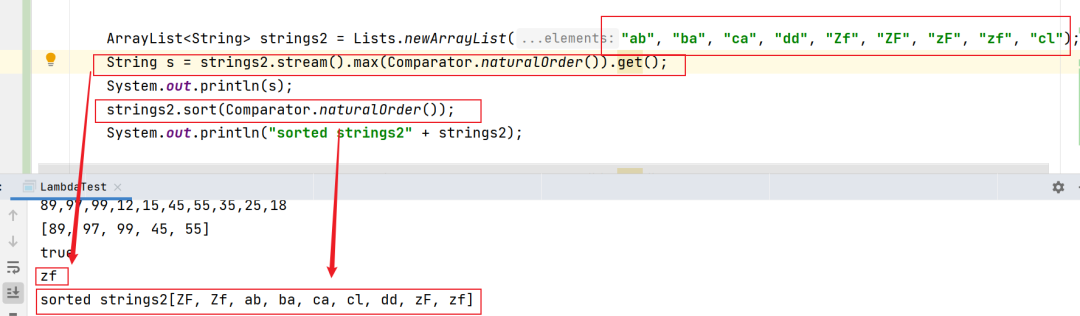 ArrayList<String> strings2 = Lists.newArrayList( ...elements: "ab", "ba", "ca", "dd", "Zf", "ZF", "zF", "zf", "cl");
String s = strings2.stream().max(Comparator.naturalOrder()).get();
System.out.println(s);
strings2.sort(Comparator.naturalOrder());
System.out.println("sorted strings2" + strings2);
LambdaTest ×
89,97,99,12,15,45,55,35,25,18
[89, 97, 99, 45, 55]
true
zf
sorted strings2[ZF, Zf, ab, ba, ca, cl, dd, zF, zf]